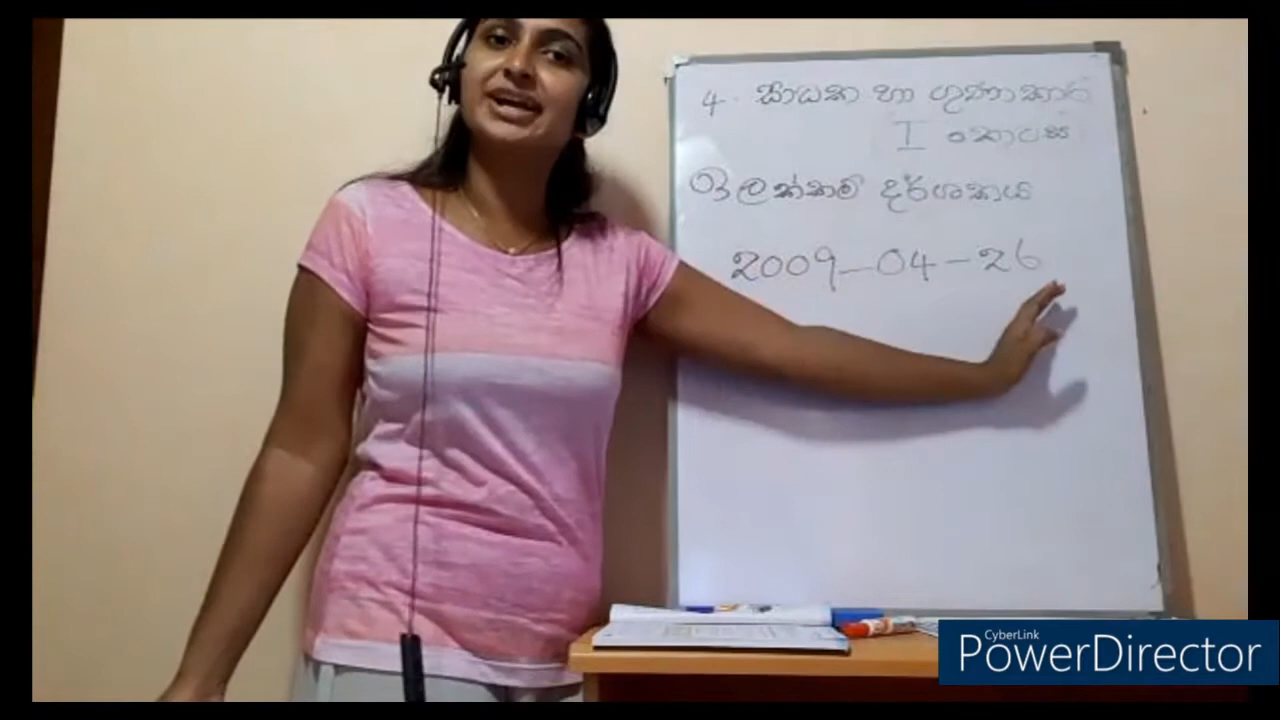 4. සාධක හා ගුණාකාර
I කොටස
ඉලක්කම් දර්ශකය
2009-04-26
CyberLink
PowerDirector